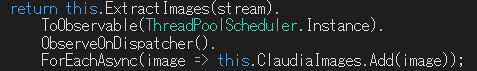 return this.ExtractImages(stream).
ToObservable(ThreadPoolScheduler.Instance).
ObserveOnDispatcher().
ForEachAsync(image => this.ClaudiaImages.Add(image));